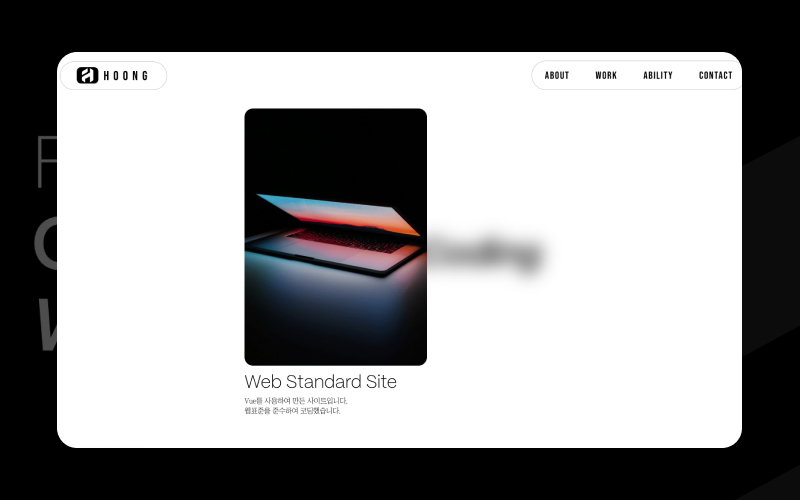 HOONG
ABOUT WORK ABILITY CONTACT
Coding
Web Standard Site
Vue를 사용하여 만든 사이트입니다.
웹표준을 준수하여 코딩했습니다.